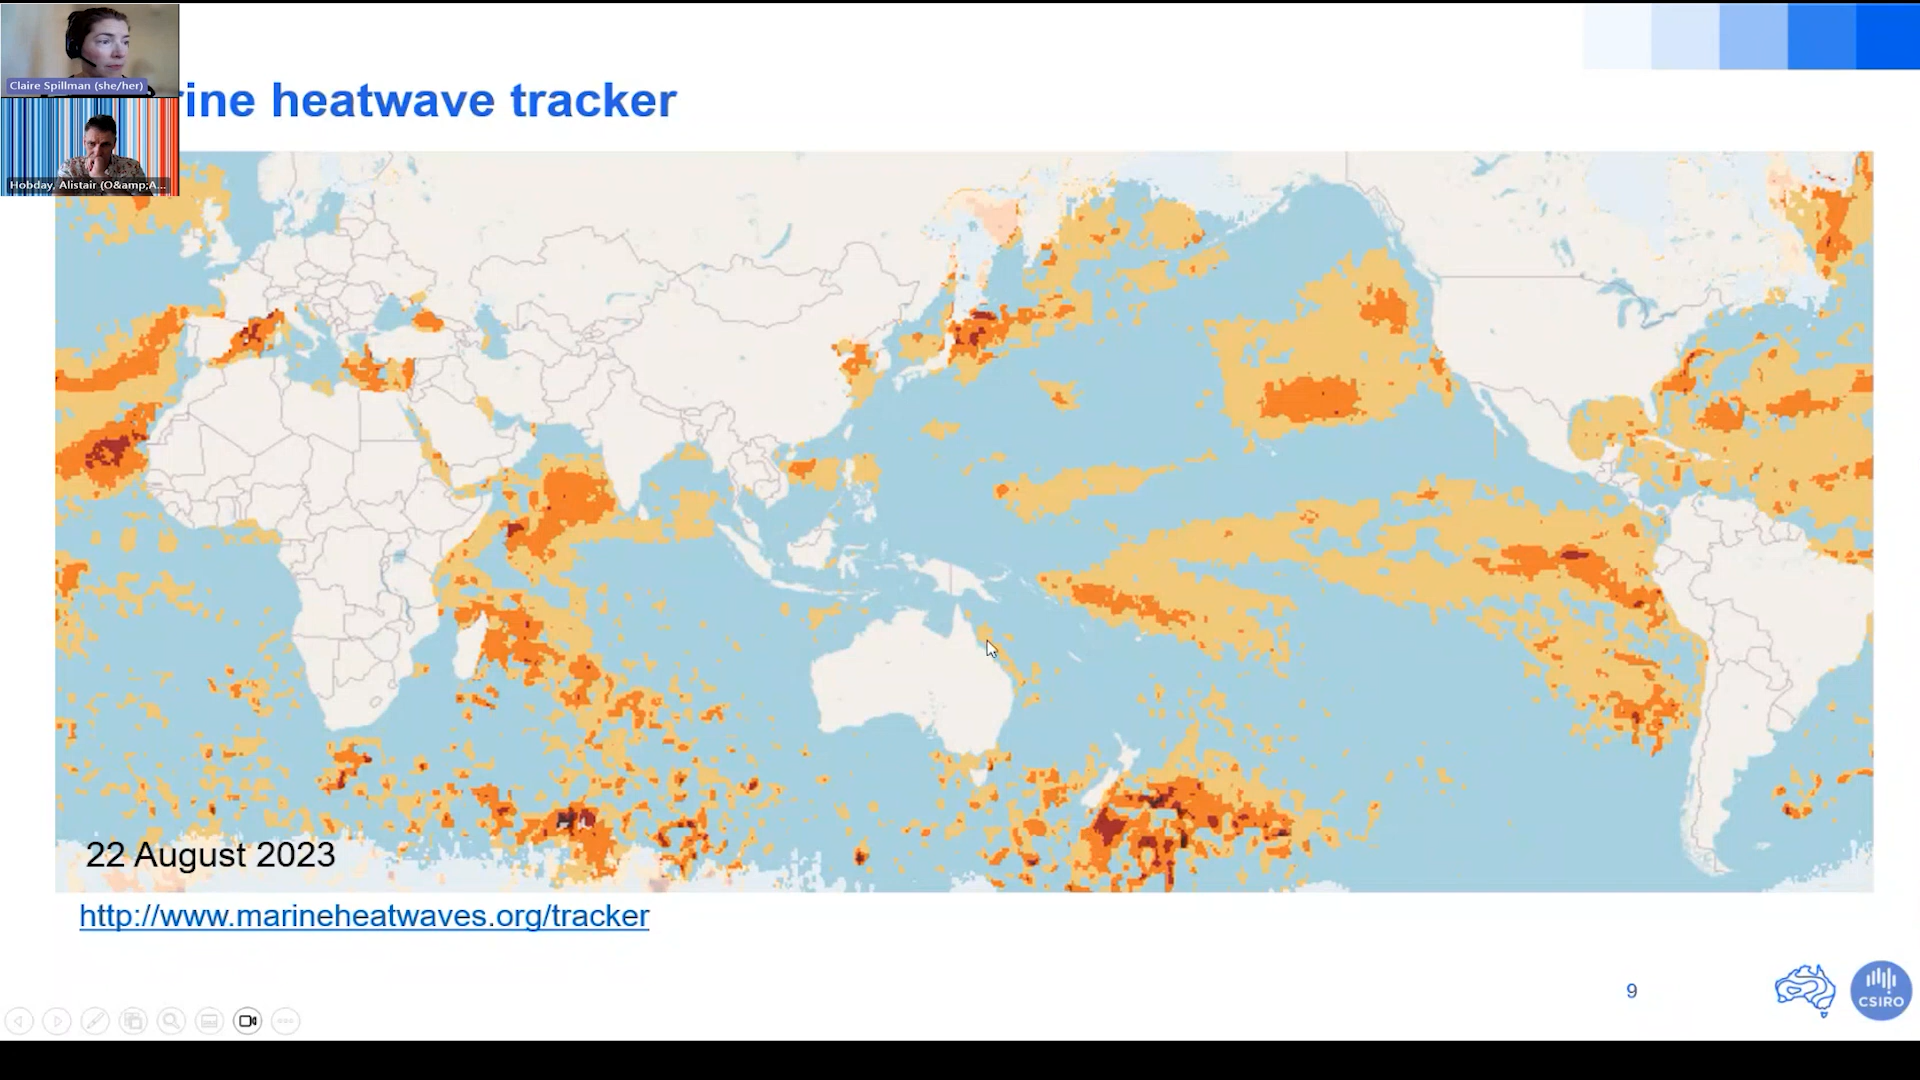 Claire Spillman (she/her)
Hobday, Alistair (O&amp;A...
rine heatwave tracker
22 August 2023
http://www.marineheatwaves.org/tracker
9
CSIRO